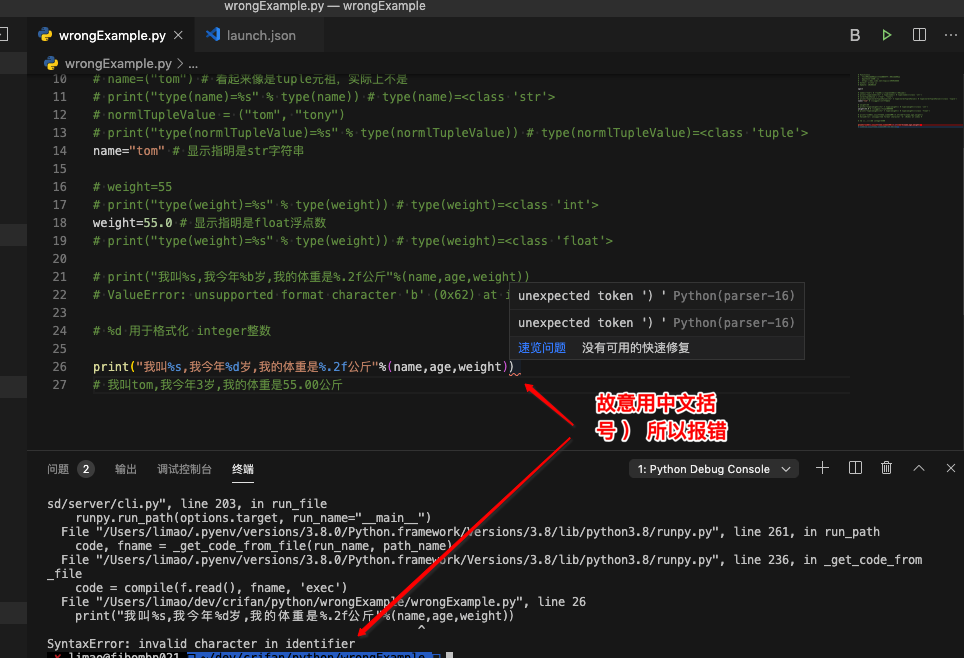 wrongExample.py — wrongExample
wrongExample.py
launch.json
wrongExample.py > ...
10 # name=("tom") # 看起来像是tuple元祖，实际上不是
11 # print("type(name)=%s" % type(name)) # type(name)=<class 'str'>
12 # normlTupleValue = ("tom", "tony")
13 # print("type(normlTupleValue)=%s" % type(normlTupleValue)) # type(normlTupleValue)=<class 'tuple'>
14 name="tom" # 显示指明是str字符串
15
16 # weight=55
17 # print("type(weight)=%s" % type(weight)) # type(weight)=<class 'int'>
18 weight=55.0 # 显示指明是float浮点数
19 # print("type(weight)=%s" % type(weight)) # type(weight)=<class 'float'>
20
21 # print("我叫%s,我今年%b岁,我的体重是%.2f公斤"%(name,age,weight))
22 # ValueError: unsupported format character 'b' (0x62) at i
unexpected token '）' Python(parser-16)
23
unexpected token '）' Python(parser-16)
24 # %d 用于格式化 integer整数
速览问题 没有可用的快速修复
25
26 print("我叫%s,我今年%d岁,我的体重是%.2f公斤"%(name,age,weight)）
27 # 我叫tom,我今年3岁,我的体重是55.00公斤
故意用中文括
号 ） 所以报错
问题 2 输出 调试控制台 终端 1: Python Debug Console
sd/server/cli.py", line 203, in run_file
runpy.run_path(options.target, run_name="__main__")
File "/Users/limao/.pyenv/versions/3.8.0/Python.framework/Versions/3.8/lib/python3.8/runpy.py", line 261, in run_path
code, fname = _get_code_from_file(run_name, path_name)
File "/Users/limao/.pyenv/versions/3.8.0/Python.framework/Versions/3.8/lib/python3.8/runpy.py", line 236, in _get_code_from
_file
code = compile(f.read(), fname, 'exec')
File "/Users/limao/dev/crifan/python/wrongExample/wrongExample.py", line 26
print("我叫%s,我今年%d岁,我的体重是%.2f公斤"%(name,age,weight)）
^
SyntaxError: invalid character in identifier
limao@fihombp021 ~/dev/crifan/python/wrongExample